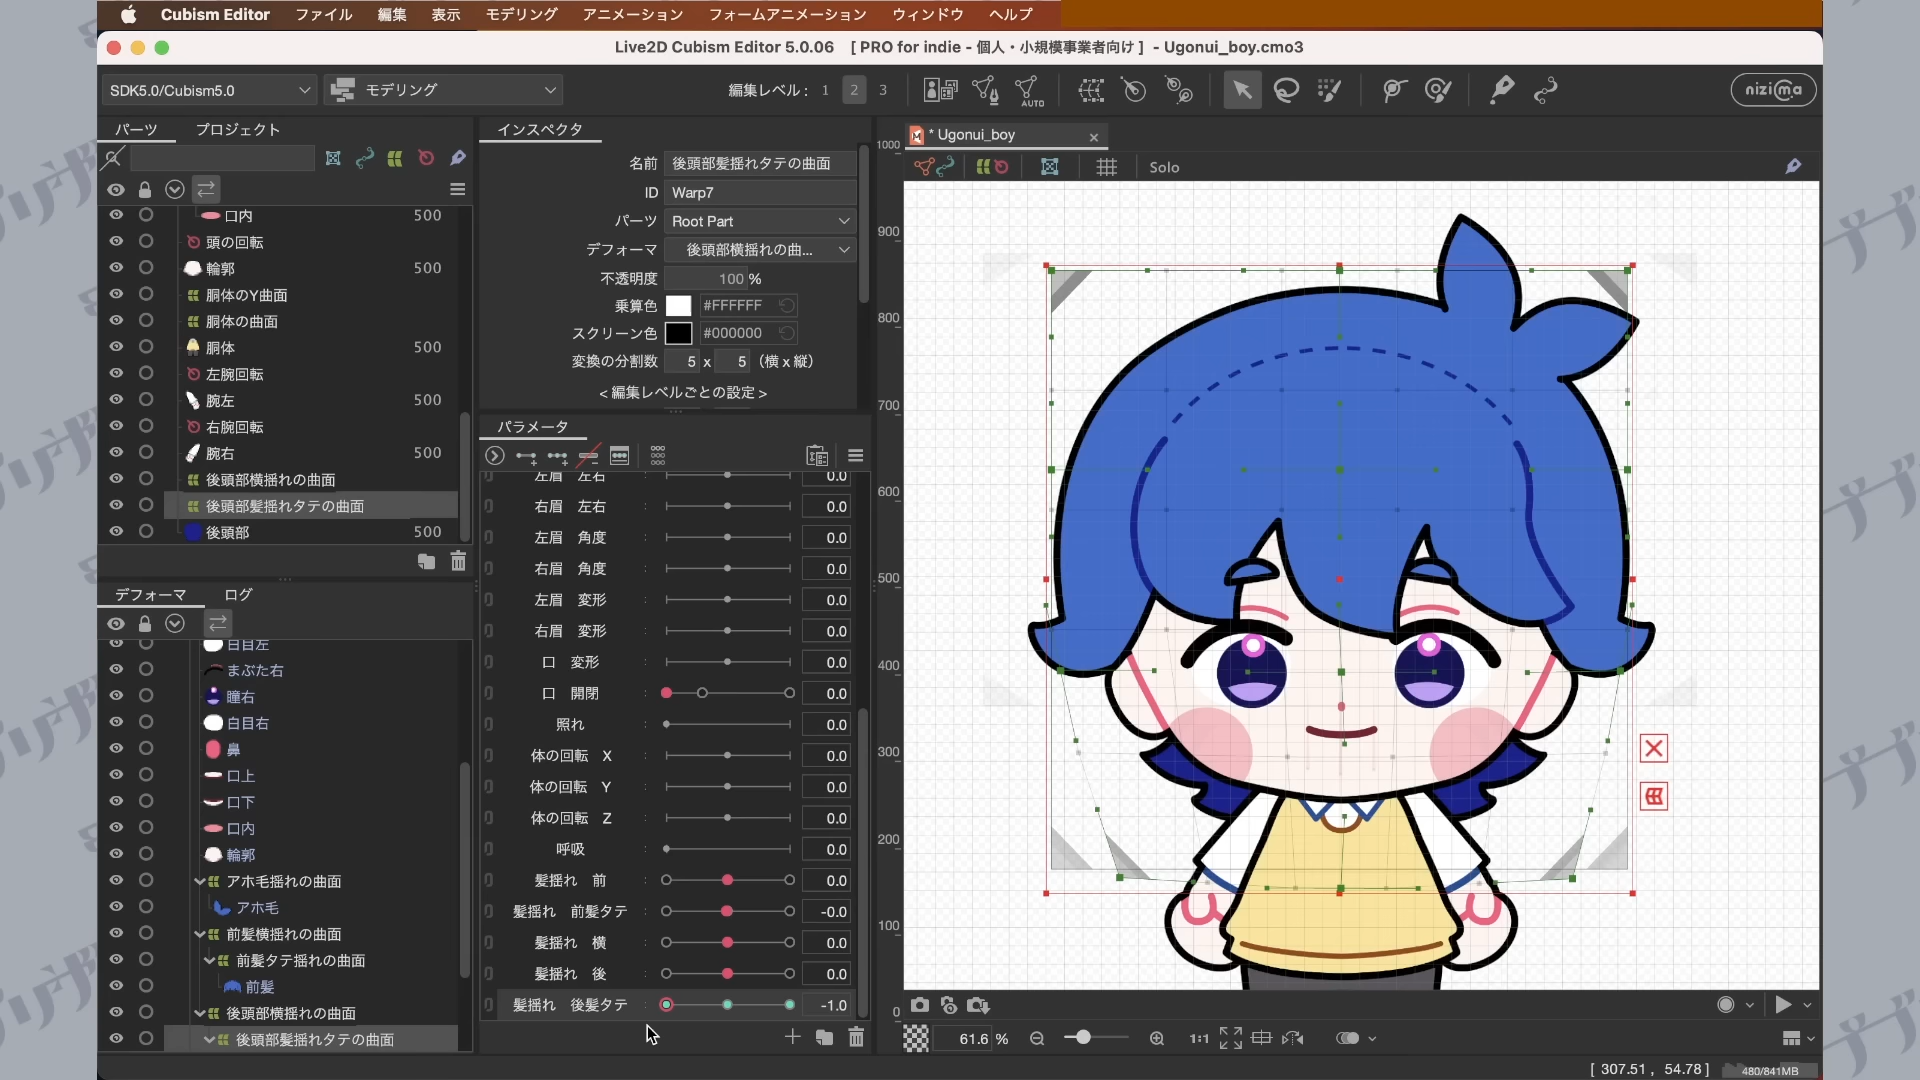 Cubism Editor ファイル 編集 表示 モデリング アニメーション フォームアニメーション ウィンドウ ヘルプ
Live2D Cubism Editor 5.0.06 [ PRO for indie - 個人・小規模事業者向け ] - Ugonui_boy.cmo3
SDK5.0/Cubism5.0
モデリング
編集レベル： 1 2 3
AUTO
nizima
パーツ プロジェクト
口内 500
頭の回転
輪郭 500
胴体のY曲面
胴体の曲面
胴体 500
左腕回転
腕左 500
右腕回転
腕右 500
後頭部横揺れの曲面
後頭部髪揺れタテの曲面
後頭部 500
デフォーマ ログ
白目左
まぶた右
瞳右
白目右
鼻
口上
口下
口内
輪郭
アホ毛揺れの曲面
アホ毛
前髪横揺れの曲面
前髪タテ揺れの曲面
前髪
後頭部横揺れの曲面
後頭部髪揺れタテの曲面
インスペクタ
名前 後頭部髪揺れタテの曲面
ID Warp7
パーツ Root Part
デフォーマ 後頭部横揺れの曲...
不透明度 100 %
乗算色 #FFFFFF
スクリーン色 #000000
変換の分割数 5 x 5 （横 x 縦）
< 編集レベルごとの設定 >
パラメータ
左眉 左右 0.0
右眉 左右 0.0
左眉 角度 0.0
右眉 角度 0.0
左眉 変形 0.0
右眉 変形 0.0
口 変形 0.0
口 開閉 0.0
照れ 0.0
体の回転 X 0.0
体の回転 Y 0.0
体の回転 Z 0.0
呼吸 0.0
髪揺れ 前 0.0
髪揺れ 前髪タテ -0.0
髪揺れ 横 0.0
髪揺れ 後 0.0
髪揺れ 後髪タテ -1.0
* Ugonui_boy
Solo
1000
900
800
700
600
500
400
300
200
100
0
61.6 %
1:1
[ 307.51 , 54.78 ] 480/841MB